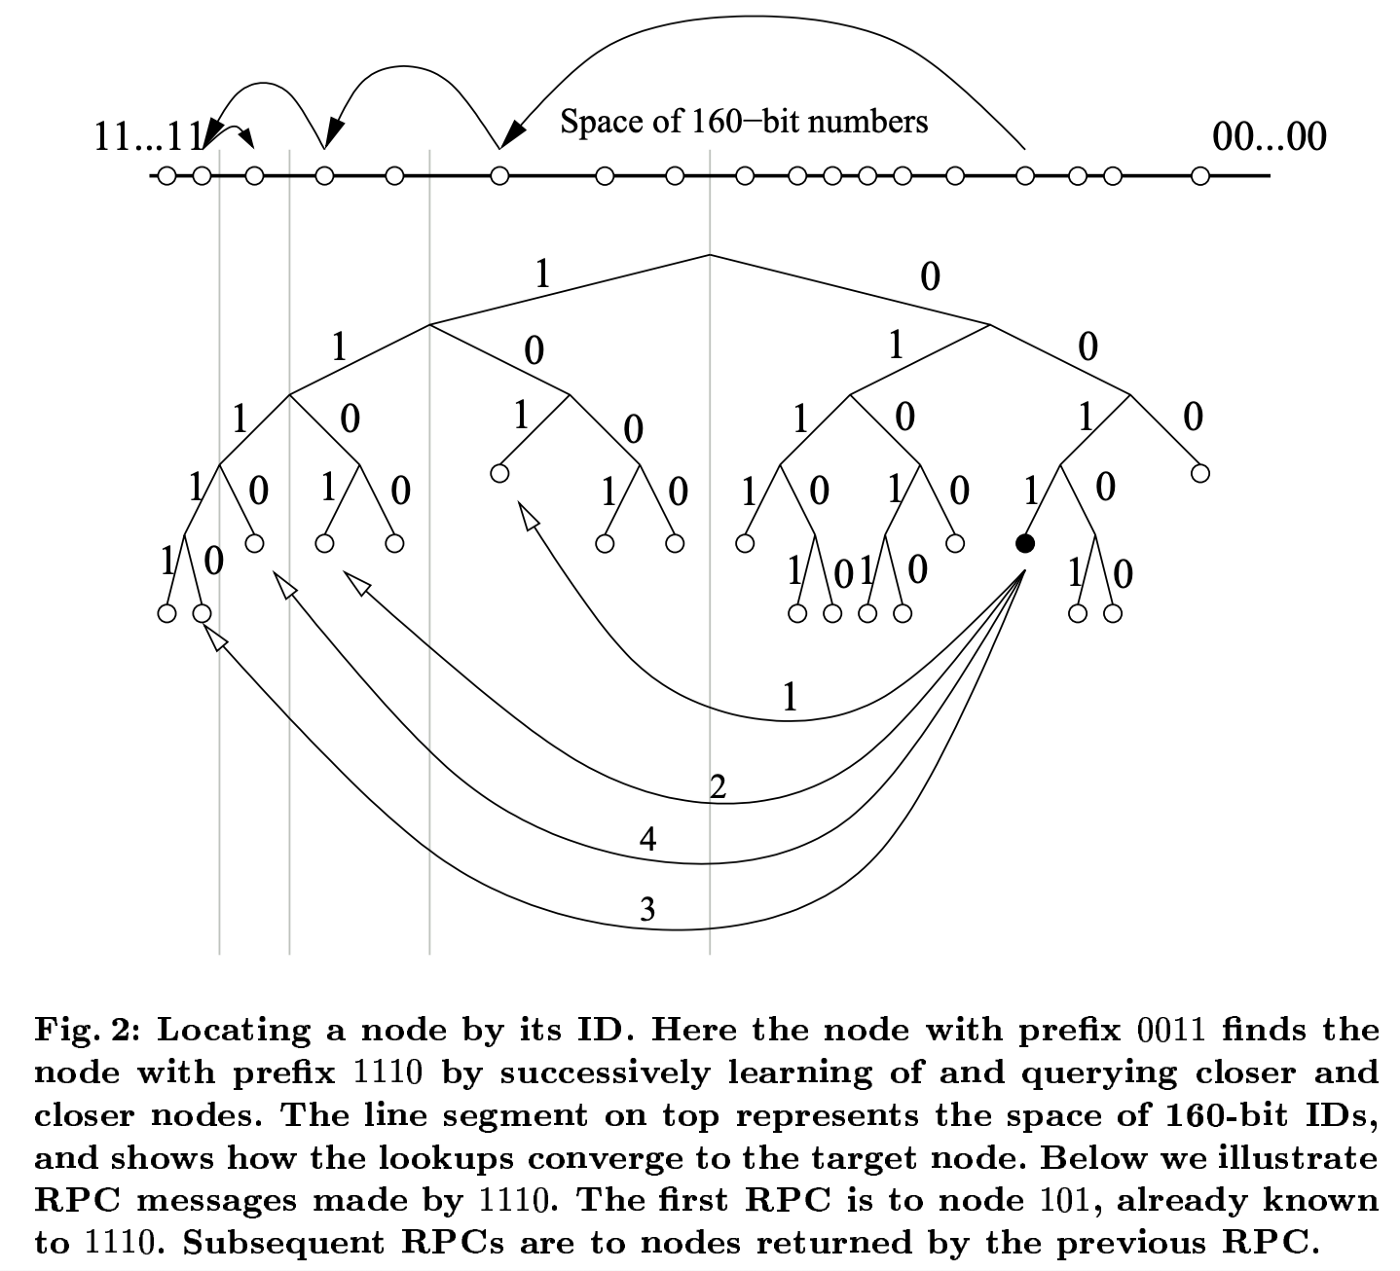 Space of 160−bit numbers
11...11 00...00
1 0
1 0 1 0
1 0 1 0 1 0 1 0
1 0 1 0 1 0 1 0 1 0 1 0
1 0 1 0 1 0 1 0
1
2
4
3
Fig. 2: Locating a node by its ID. Here the node with prefix 0011 finds the
node with prefix 1110 by successively learning of and querying closer and
closer nodes. The line segment on top represents the space of 160-bit IDs,
and shows how the lookups converge to the target node. Below we illustrate
RPC messages made by 1110. The first RPC is to node 101, already known
to 1110. Subsequent RPCs are to nodes returned by the previous RPC.